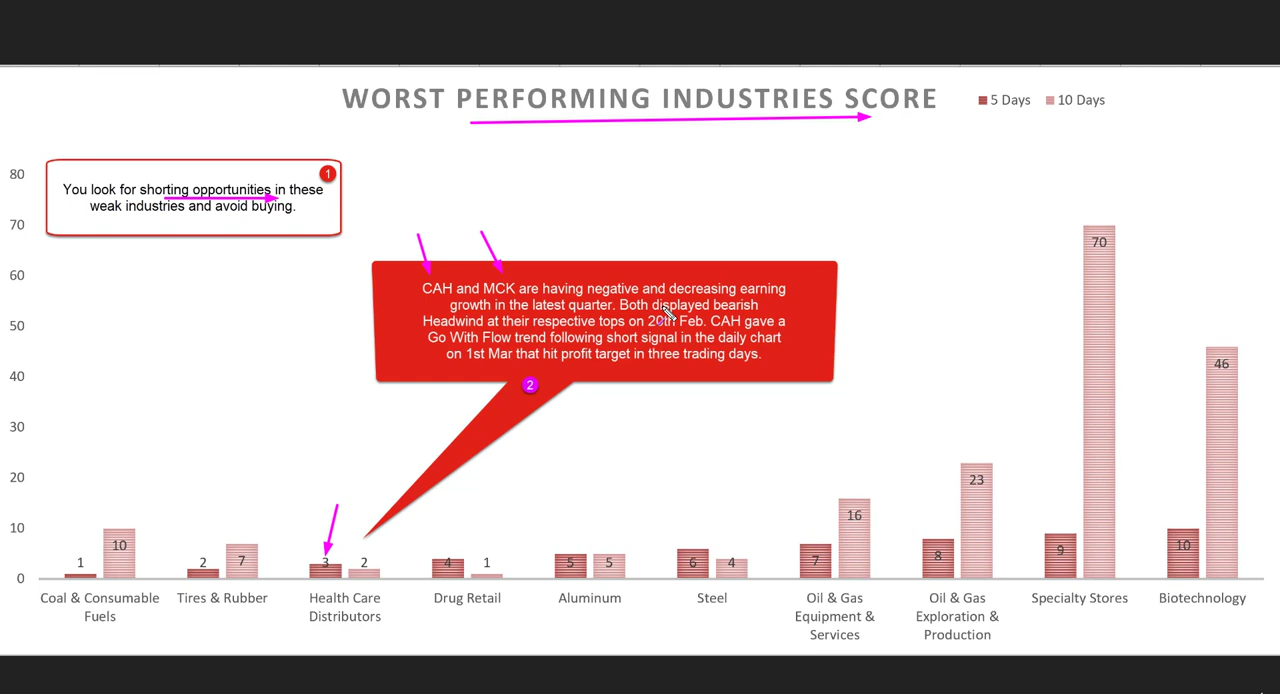 WORST PERFORMING INDUSTRIES SCORE
5 Days 10 Days
1
You look for shorting opportunities in these
weak industries and avoid buying.
CAH and MCK are having negative and decreasing earning
growth in the latest quarter. Both displayed bearish
Headwind at their respective tops on 20th Feb. CAH gave a
Go With Flow trend following short signal in the daily chart
on 1st Mar that hit profit target in three trading days.
2
80
70
60
50
40
30
20
10
0
1 10 2 7 3 2 4 1 5 5 6 4 7 16 8 23 9 70 10 46
Coal & Consumable
Fuels
Tires & Rubber
Health Care
Distributors
Drug Retail
Aluminum
Steel
Oil & Gas
Equipment &
Services
Oil & Gas
Exploration &
Production
Specialty Stores
Biotechnology